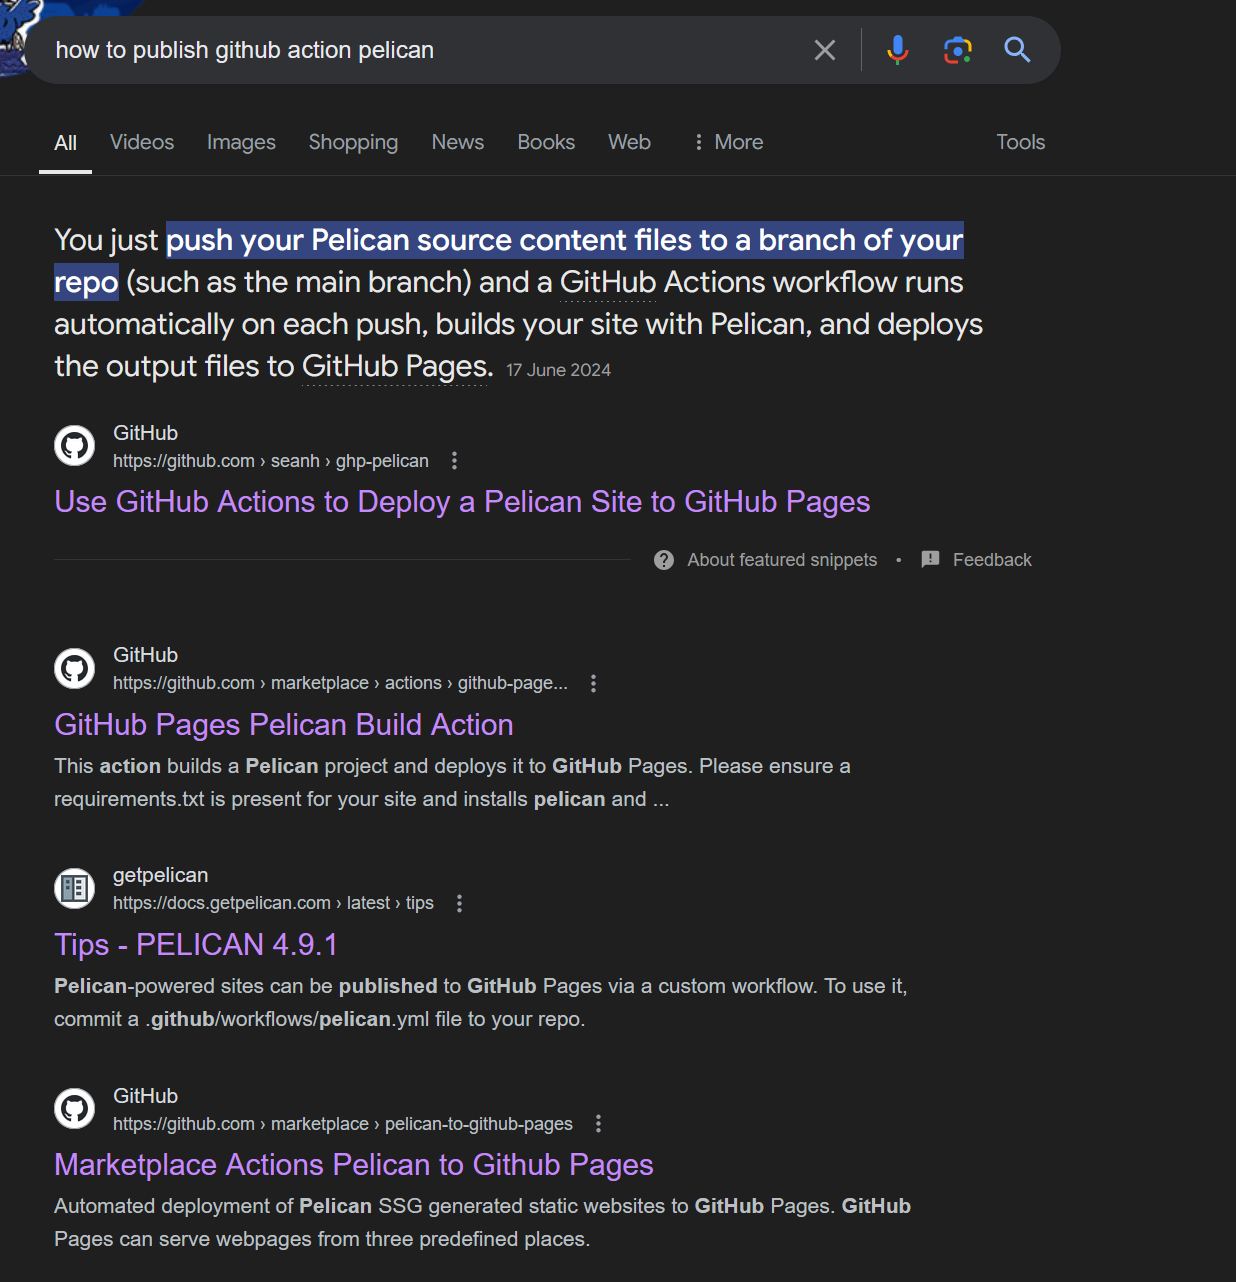 how to publish github action pelican
All Videos Images Shopping News Books Web More Tools
You just push your Pelican source content files to a branch of your
repo (such as the main branch) and a GitHub Actions workflow runs
automatically on each push, builds your site with Pelican, and deploys
the output files to GitHub Pages. 17 June 2024
GitHub
https://github.com › seanh › ghp-pelican
Use GitHub Actions to Deploy a Pelican Site to GitHub Pages
About featured snippets • Feedback
GitHub
https://github.com › marketplace › actions › github-page...
GitHub Pages Pelican Build Action
This action builds a Pelican project and deploys it to GitHub Pages. Please ensure a
requirements.txt is present for your site and installs pelican and ...
getpelican
https://docs.getpelican.com › latest › tips
Tips - PELICAN 4.9.1
Pelican-powered sites can be published to GitHub Pages via a custom workflow. To use it,
commit a .github/workflows/pelican.yml file to your repo.
GitHub
https://github.com › marketplace › pelican-to-github-pages
Marketplace Actions Pelican to Github Pages
Automated deployment of Pelican SSG generated static websites to GitHub Pages. GitHub
Pages can serve webpages from three predefined places.